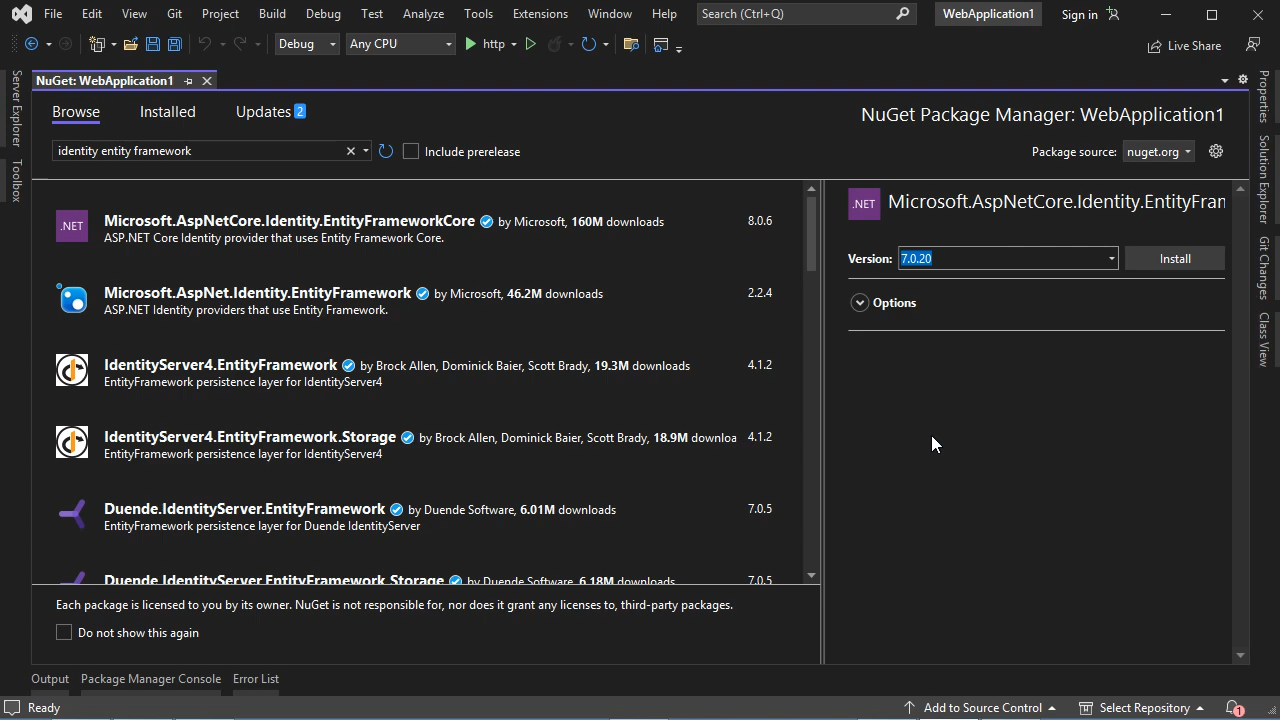 File Edit View Git Project Build Debug Test Analyze Tools Extensions Window Help Search (Ctrl+Q) WebApplication1 Sign in
Debug Any CPU http Live Share
NuGet: WebApplication1
Server Explorer
Toolbox
Properties
Solution Explorer
Git Changes
Class View
Browse Installed Updates 2 NuGet Package Manager: WebApplication1
identity entity framework Include prerelease Package source: nuget.org
.NET Microsoft.AspNetCore.Identity.EntityFrameworkCore by Microsoft, 160M downloads 8.0.6
ASP.NET Core Identity provider that uses Entity Framework Core.
Microsoft.AspNet.Identity.EntityFramework by Microsoft, 46.2M downloads 2.2.4
ASP.NET Identity providers that use Entity Framework.
IdentityServer4.EntityFramework by Brock Allen, Dominick Baier, Scott Brady, 19.3M downloads 4.1.2
EntityFramework persistence layer for IdentityServer4
IdentityServer4.EntityFramework.Storage by Brock Allen, Dominick Baier, Scott Brady, 18.9M downloa 4.1.2
EntityFramework persistence layer for IdentityServer4
Duende.IdentityServer.EntityFramework by Duende Software, 6.01M downloads 7.0.5
EntityFramework persistence layer for Duende IdentityServer
Duende.IdentityServer.EntityFramework.Storage by Duende Software, 6.18M downloads 7.0.5
Each package is licensed to you by its owner. NuGet is not responsible for, nor does it grant any licenses to, third-party packages.
Do not show this again
.NET Microsoft.AspNetCore.Identity.EntityFran
Version: 7.0.20 Install
Options
Output Package Manager Console Error List
Ready Add to Source Control Select Repository 1